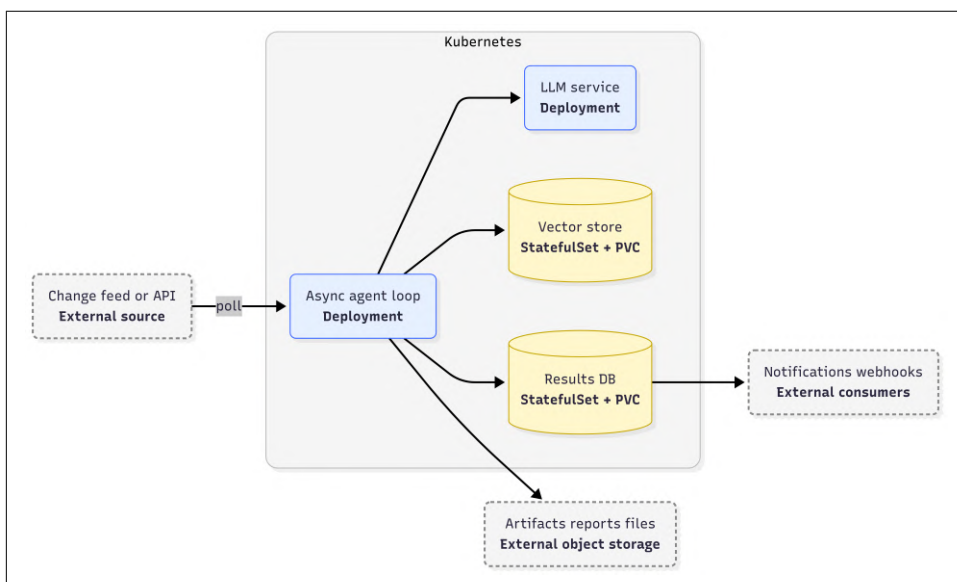 Kubernetes
LLM service
Deployment
Vector store
StatefulSet + PVC
Change feed or API
External source
poll
Async agent loop
Deployment
Results DB
StatefulSet + PVC
Notifications webhooks
External consumers
Artifacts reports files
External object storage